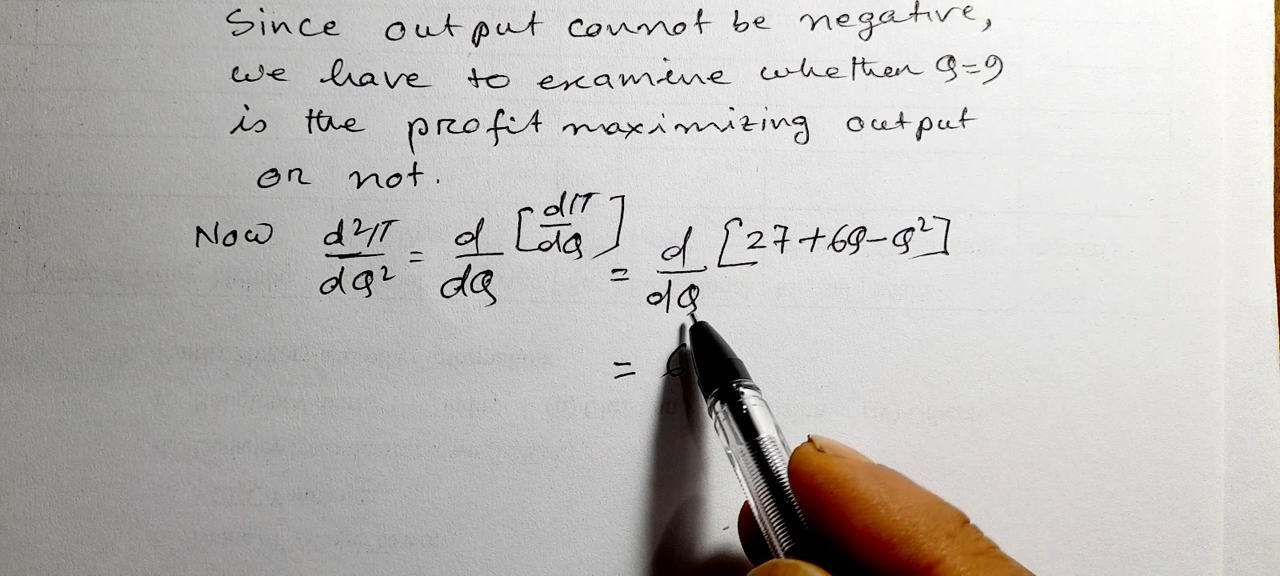 Since output cannot be negative,
we have to examine whether Q=9
is the profit maximizing output
or not.
Now d²π/dQ² = d/dQ [dπ/dQ] = d/dQ [27+6Q-Q²]
= 6